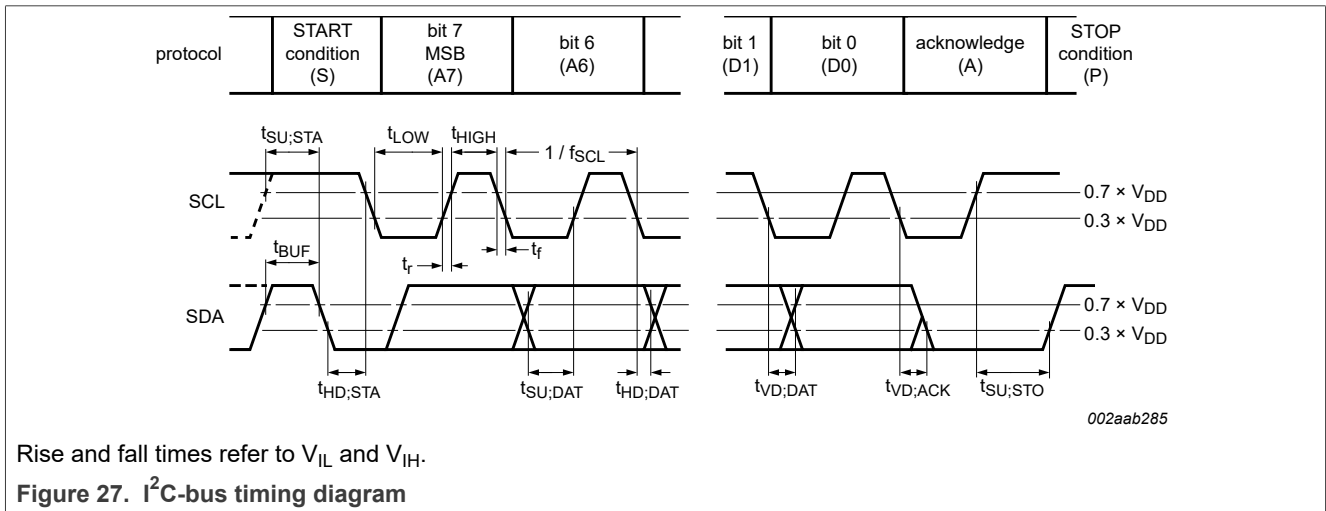 protocol
START
condition
(S)
bit 7
MSB
(A7)
bit 6
(A6)
bit 1
(D1)
bit 0
(D0)
acknowledge
(A)
STOP
condition
(P)
tSU;STA
tLOW
tHIGH
1 / fSCL
SCL
0.7 × VDD
0.3 × VDD
tBUF
tr
tf
SDA
0.7 × VDD
0.3 × VDD
tHD;STA
tSU;DAT
tHD;DAT
tVD;DAT
tVD;ACK
tSU;STO
002aab285
Rise and fall times refer to VIL and VIH.
Figure 27. I²C-bus timing diagram